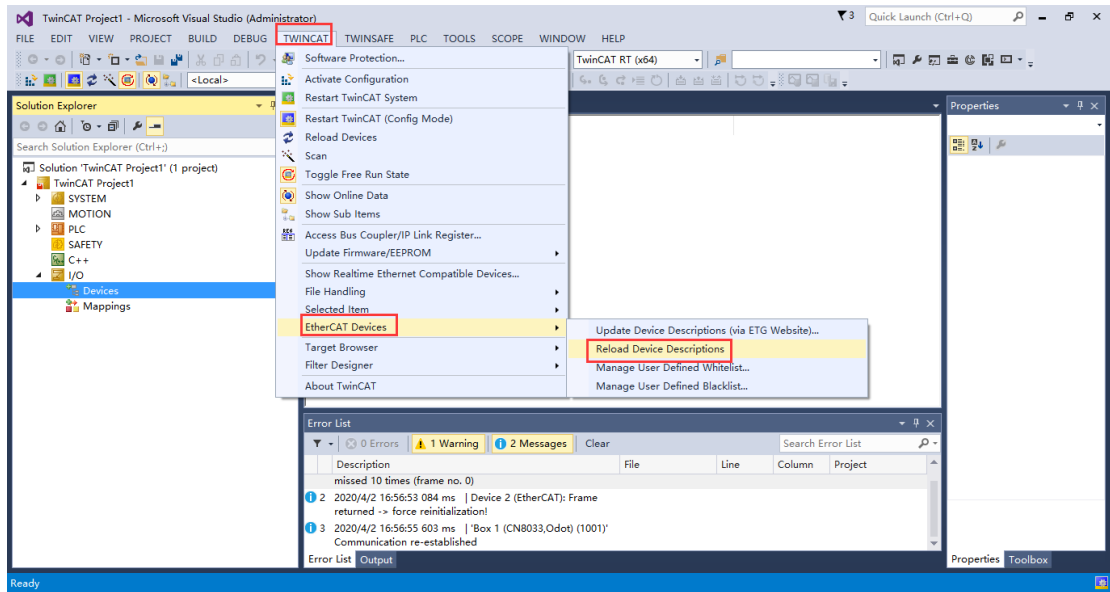 TwinCAT Project1 - Microsoft Visual Studio (Administrator)
3
Quick Launch (Ctrl+Q)
FILE EDIT VIEW PROJECT BUILD DEBUG TWINCAT TWINSAFE PLC TOOLS SCOPE WINDOW HELP
TwinCAT RT (x64)
<Local>
Solution Explorer
Search Solution Explorer (Ctrl+;)
Solution 'TwinCAT Project1' (1 project)
TwinCAT Project1
SYSTEM
MOTION
PLC
SAFETY
C++
I/O
Devices
Mappings
Software Protection...
Activate Configuration
Restart TwinCAT System
Restart TwinCAT (Config Mode)
Reload Devices
Scan
Toggle Free Run State
Show Online Data
Show Sub Items
Access Bus Coupler/IP Link Register...
Update Firmware/EEPROM
Show Realtime Ethernet Compatible Devices...
File Handling
Selected Item
EtherCAT Devices
Target Browser
Filter Designer
About TwinCAT
Update Device Descriptions (via ETG Website)...
Reload Device Descriptions
Manage User Defined Whitelist...
Manage User Defined Blacklist...
Properties
Error List
0 Errors 1 Warning 2 Messages Clear Search Error List
Description File Line Column Project
missed 10 times (frame no. 0)
2 2020/4/2 16:56:53 084 ms | Device 2 (EtherCAT): Frame
returned -> force reinitialization!
3 2020/4/2 16:56:55 603 ms | 'Box 1 (CN8033,Odot) (1001)'
Communication re-established
Error List Output
Properties Toolbox
Ready